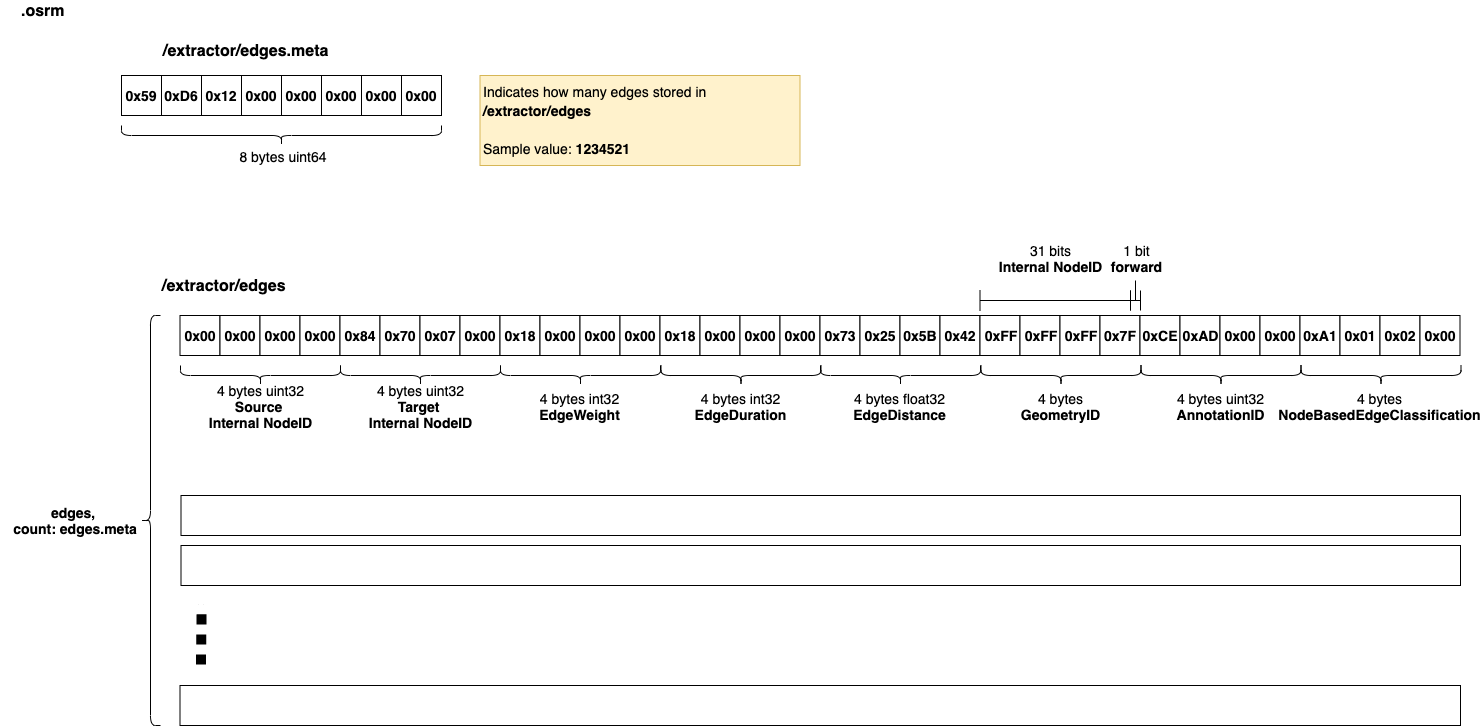 .osrm
/extractor/edges.meta
0x59 0xD6 0x12 0x00 0x00 0x00 0x00 0x00
8 bytes uint64
Indicates how many edges stored in
/extractor/edges
Sample value: 1234521
31 bits
Internal NodeID
1 bit
forward
/extractor/edges
0x00 0x00 0x00 0x00 0x84 0x70 0x07 0x00 0x18 0x00 0x00 0x00 0x18 0x00 0x00 0x00 0x73 0x25 0x5B 0x42 0xFF 0xFF 0xFF 0x7F 0xCE 0xAD 0x00 0x00 0xA1 0x01 0x02 0x00
4 bytes uint32
Source
Internal NodeID
4 bytes uint32
Target
Internal NodeID
4 bytes int32
EdgeWeight
4 bytes int32
EdgeDuration
4 bytes float32
EdgeDistance
4 bytes
GeometryID
4 bytes uint32
AnnotationID
4 bytes
NodeBasedEdgeClassification
edges,
count: edges.meta